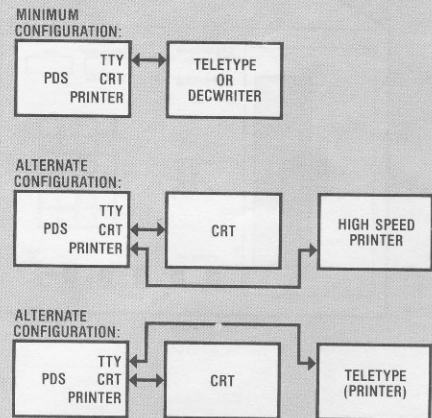 MINIMUM
CONFIGURATION:
TTY
PDS CRT
PRINTER
TELETYPE
OR
DECWRITER
ALTERNATE
CONFIGURATION:
TTY
PDS CRT
PRINTER
CRT
HIGH SPEED
PRINTER
ALTERNATE
CONFIGURATION:
TTY
PDS CRT
PRINTER
CRT
TELETYPE
(PRINTER)